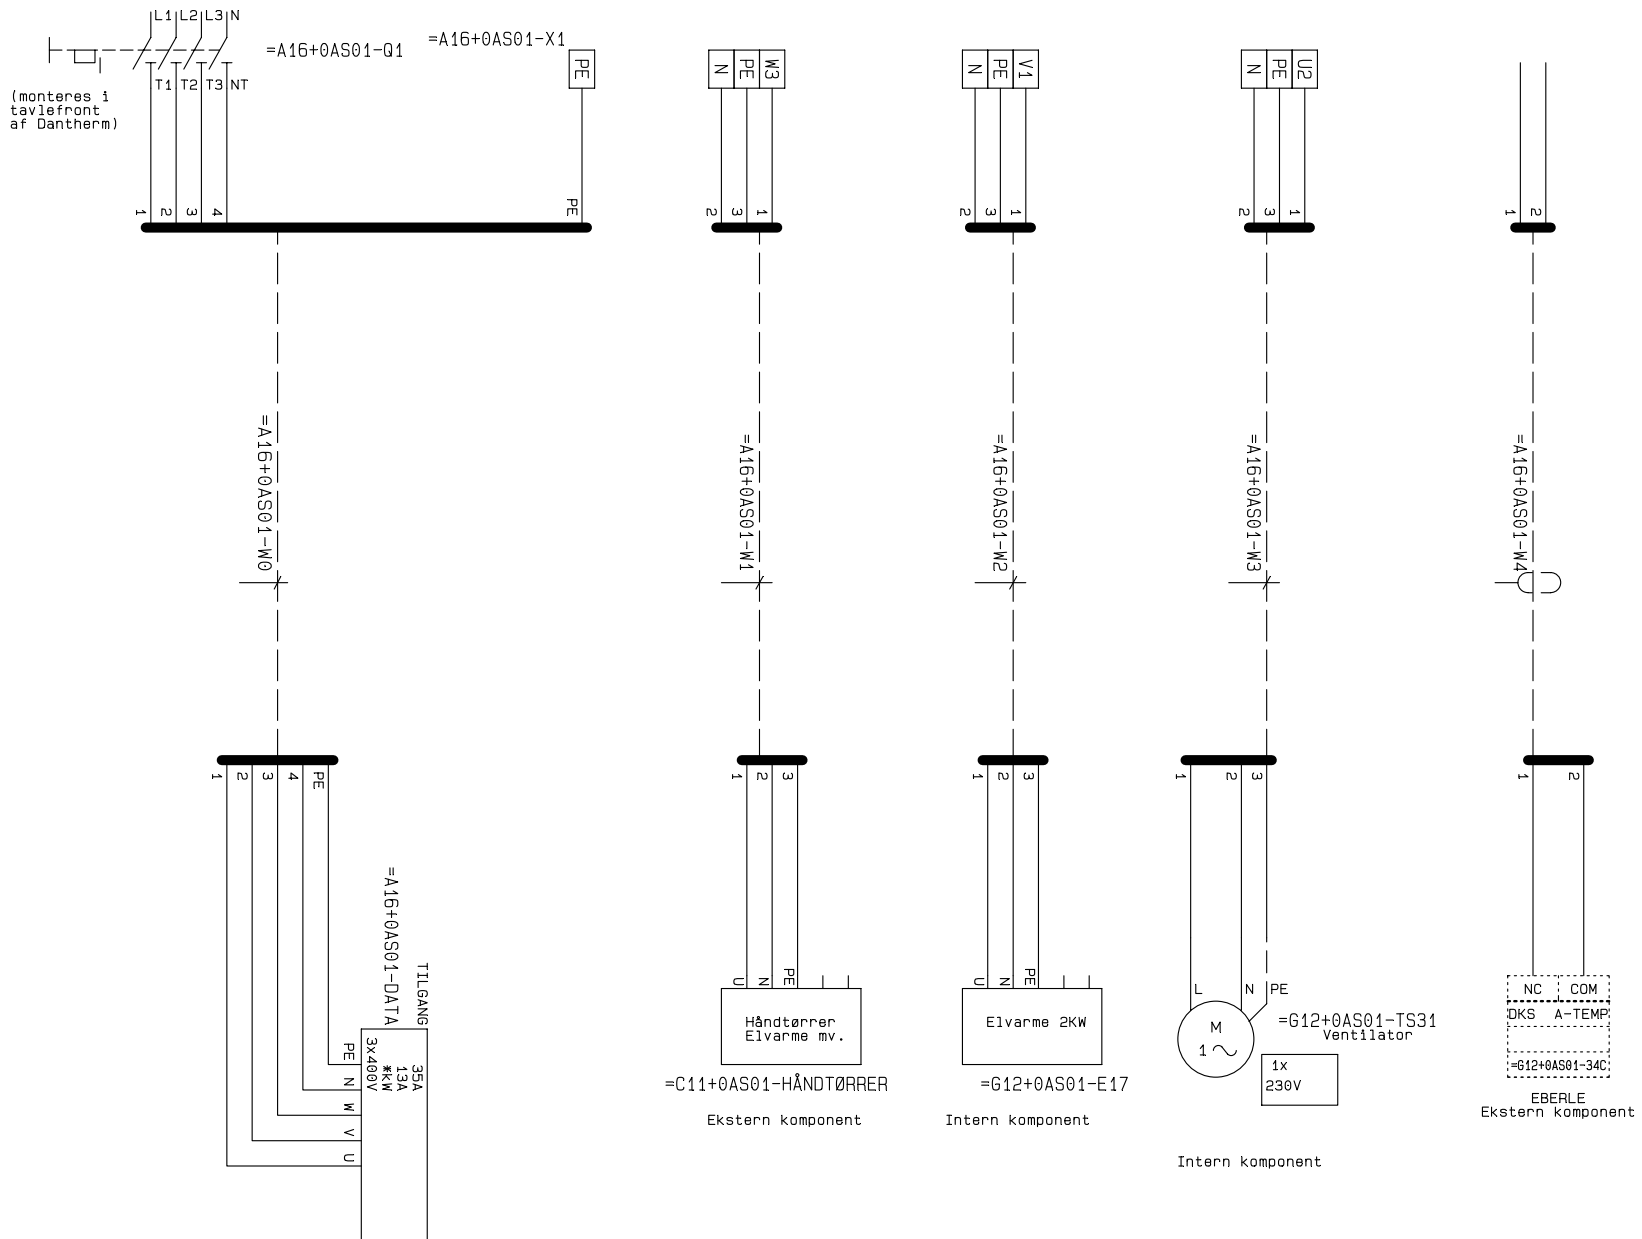 L1 L2 L3 N
=A16+0AS01-Q1
=A16+0AS01-X1
T1 T2 T3 NT
(monteres i
tavlefront
af Dantherm)
PE
N PE W3
N PE V1
N PE U2
1 2 3 4 PE
2 3 1
2 3 1
2 3 1
1 2
=A16+0AS01-W0
=A16+0AS01-W1
=A16+0AS01-W2
=A16+0AS01-W3
=A16+0AS01-W4
1 2 3 4 PE
1 2 3
1 2 3
1 2 3
1 2
=A16+0AS01-DATA
TILGANG
PE
N
W
V
U
35A
13A
*kW
3x400V
U N PE
Håndtørrer
Elvarme mv.
=C11+0AS01-HÅNDTØRRER
Ekstern komponent
U N PE
Elvarme 2KW
=G12+0AS01-E17
Intern komponent
L N PE
M
1
=G12+0AS01-TS31
Ventilator
1x
230V
Intern komponent
NC COM
DKS A-TEMP
=G12+0AS01-34C
EBERLE
Ekstern komponent